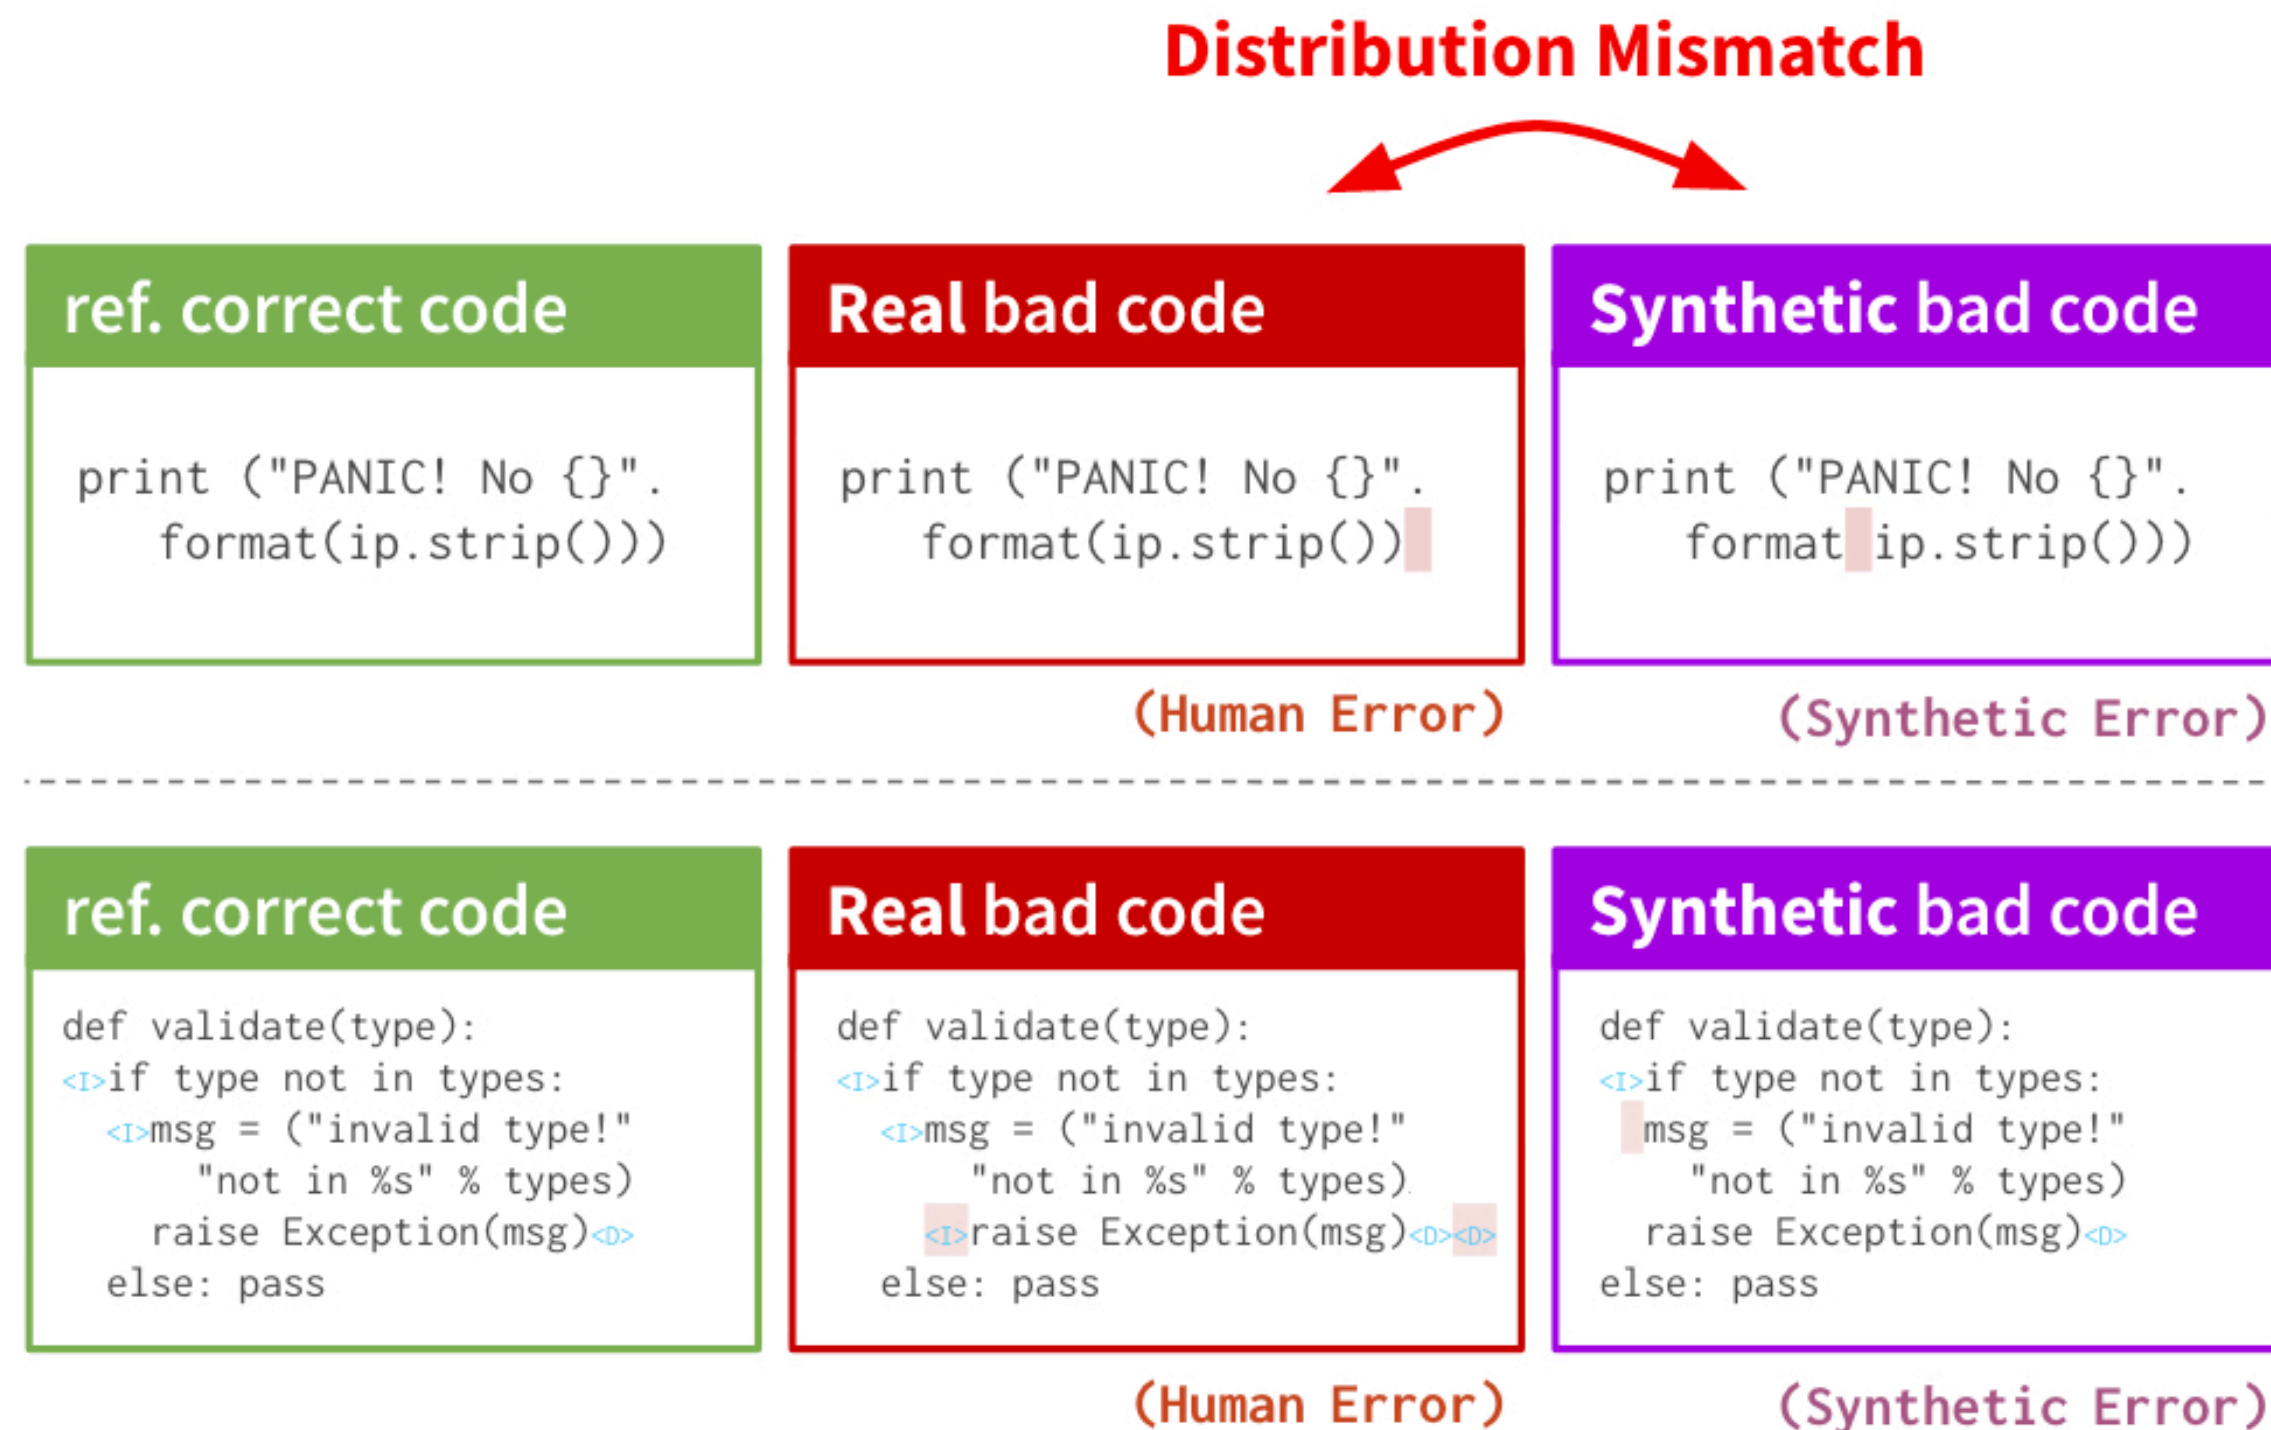 Distribution Mismatch
ref. correct code
print ("PANIC! No {}".
format(ip.strip()))
Real bad code
print ("PANIC! No {}".
format(ip.strip())
(Human Error)
Synthetic bad code
print ("PANIC! No {}".
format ip.strip()))
(Synthetic Error)
ref. correct code
def validate(type):
<I>if type not in types:
<I>msg = ("invalid type!"
"not in %s" % types)
raise Exception(msg)<D>
else: pass
Real bad code
def validate(type):
<I>if type not in types:
<I>msg = ("invalid type!"
"not in %s" % types)
<I>raise Exception(msg)<D><D>
else: pass
(Human Error)
Synthetic bad code
def validate(type):
<I>if type not in types:
msg = ("invalid type!"
"not in %s" % types)
raise Exception(msg)<D>
else: pass
(Synthetic Error)